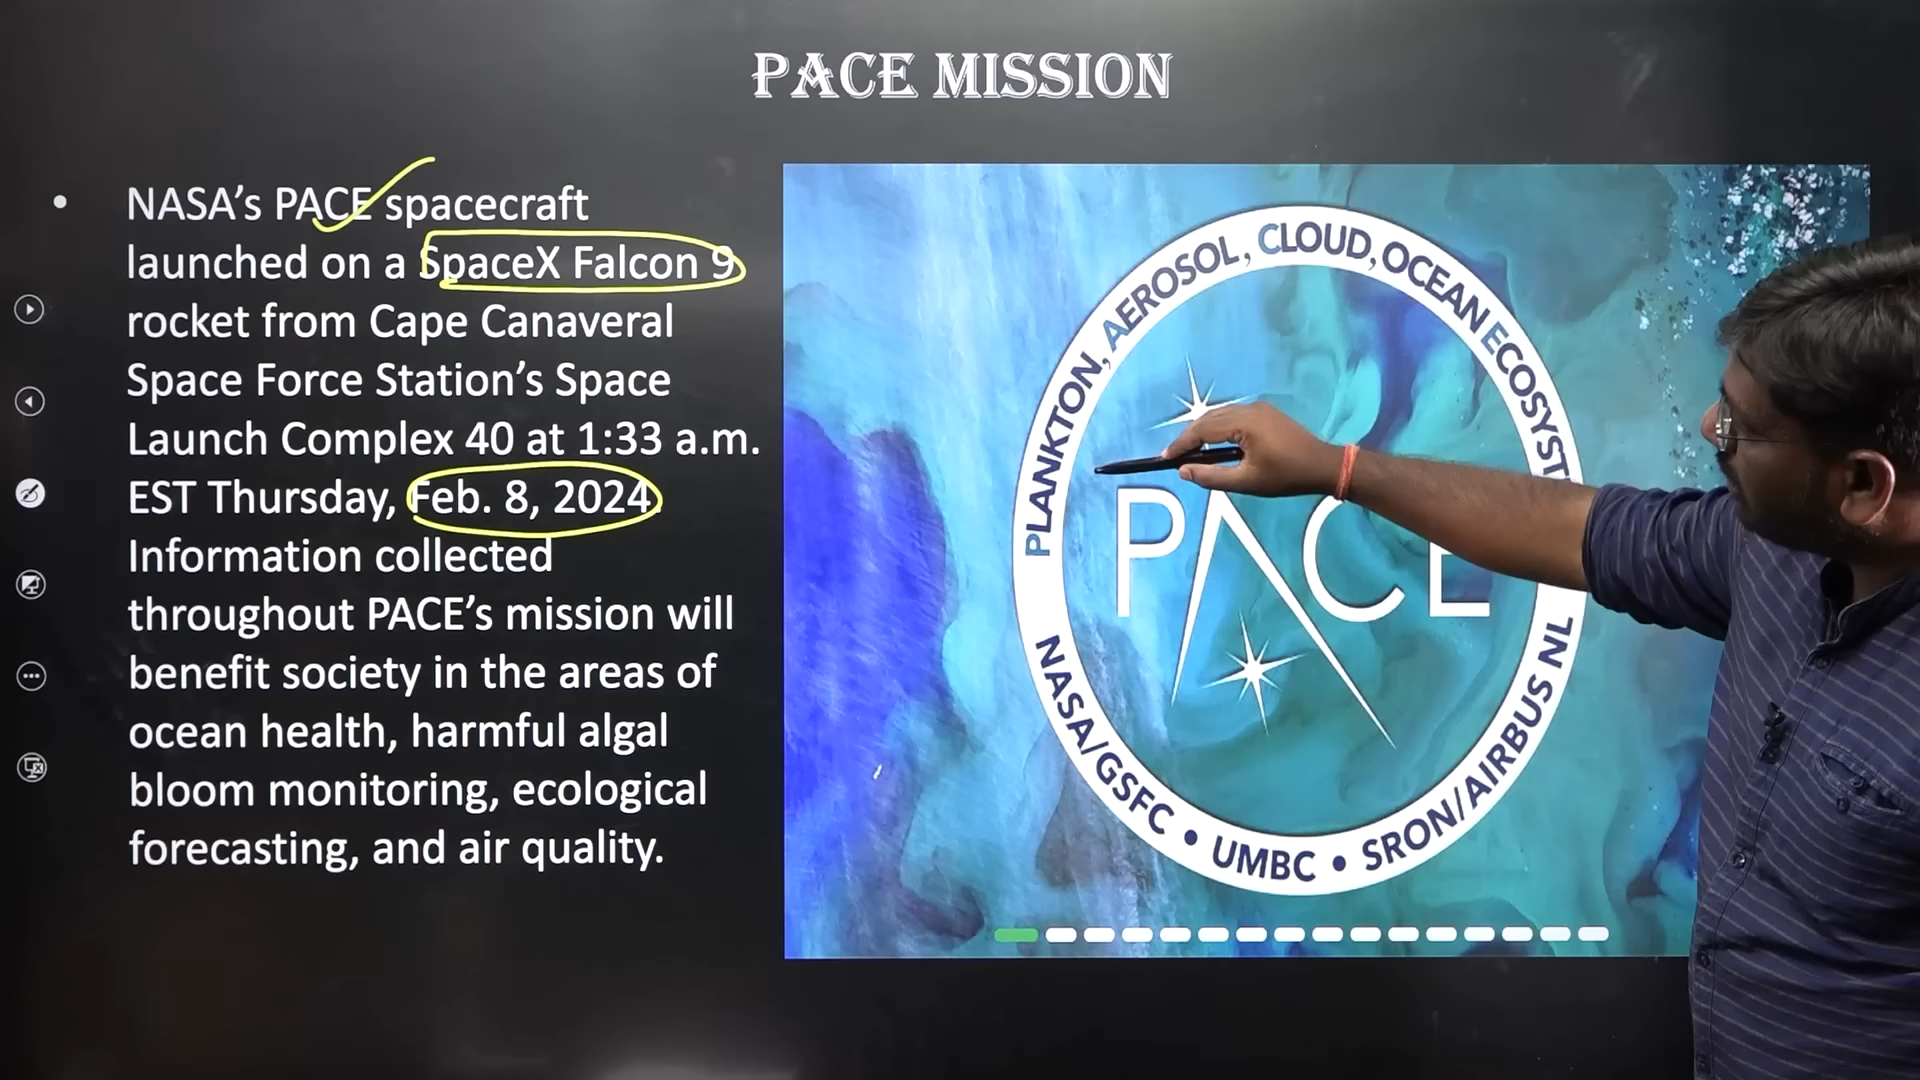 PACE MISSION
• NASA’s PACE spacecraft
launched on a SpaceX Falcon 9
rocket from Cape Canaveral
Space Force Station’s Space
Launch Complex 40 at 1:33 a.m.
EST Thursday, Feb. 8, 2024.
Information collected
throughout PACE’s mission will
benefit society in the areas of
ocean health, harmful algal
bloom monitoring, ecological
forecasting, and air quality.
PLANKTON, AEROSOL, CLOUD, OCEAN
PACE
NASA/GSFC • UMBC • SRON/AIRBUS NL